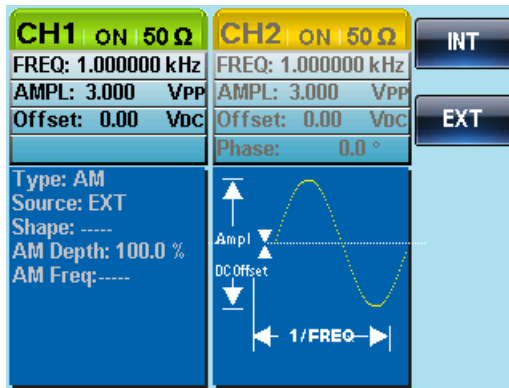 CH1 ON 50 Ω
FREQ: 1.000000 kHz
AMPL: 3.000 VPP
Offset: 0.00 VDC
CH2 ON 50 Ω
FREQ: 1.000000 kHz
AMPL: 3.000 VPP
Offset: 0.00 VDC
Phase: 0.0 °
INT
EXT
Type: AM
Source: EXT
Shape: -----
AM Depth: 100.0 %
AM Freq:-----
Ampl
DC Offset
1/FREQ